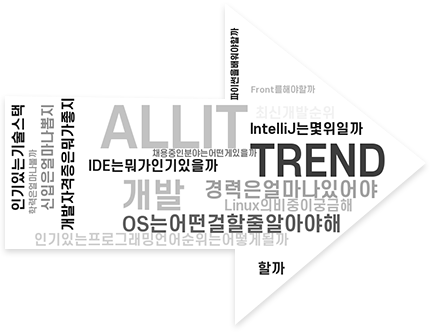 인기있는기술스택
학력은얼마나볼까
신입은얼마나뽑지
개발자격증은뭐가좋지
파이썬을배워야할까
Front를해야할까
최신개발순위
ALLIT
IntelliJ는몇위일까
채용중인분야는어떤게있을까
IDE는뭐가인기있을까
TREND
개발
경력은얼마나있어야
Linux의비중이궁금해
OS는어떤걸할줄알아야해
인기있는프로그래밍언어순위는어떻게될까
할까